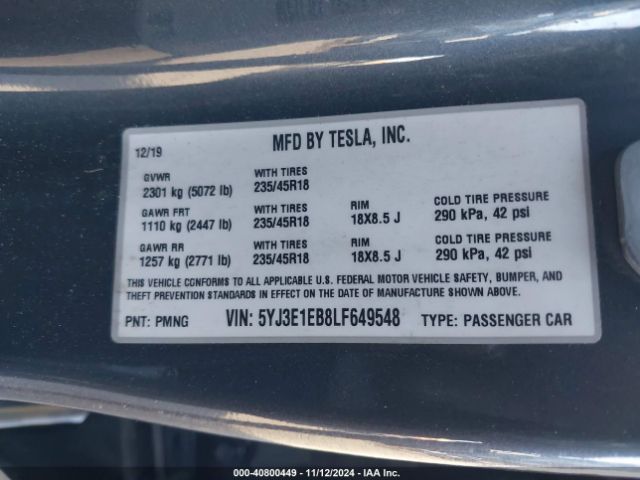 MFD BY TESLA, INC.
12/19
GVWR WITH TIRES
2301 kg (5072 lb) 235/45R18
GAWR FRT WITH TIRES RIM COLD TIRE PRESSURE
1110 kg (2447 lb) 235/45R18 18X8.5 J 290 kPa, 42 psi
GAWR RR WITH TIRES RIM COLD TIRE PRESSURE
1257 kg (2771 lb) 235/45R18 18X8.5 J 290 kPa, 42 psi
THIS VEHICLE CONFORMS TO ALL APPLICABLE U.S. FEDERAL MOTOR VEHICLE SAFETY, BUMPER, AND
THEFT PREVENTION STANDARDS IN EFFECT ON THE DATE OF MANUFACTURE SHOWN ABOVE.
PNT: PMNG VIN: 5YJ3E1EB8LF649548 TYPE: PASSENGER CAR
000-40800449 - 11/12/2024 - IAA Inc.